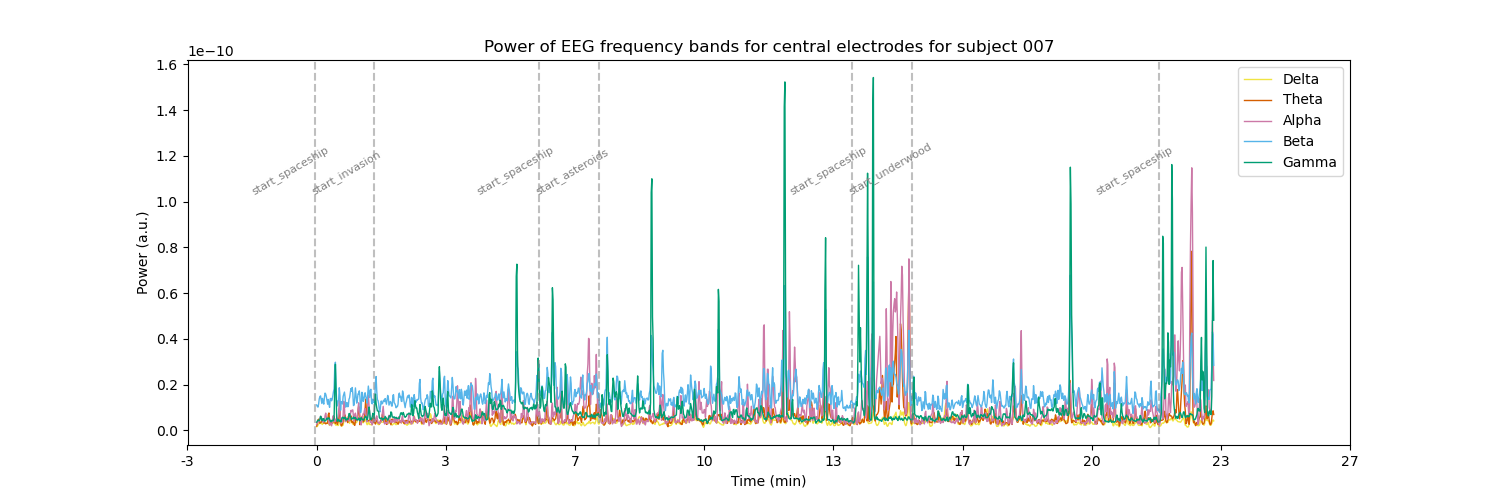 Power of EEG frequency bands for central electrodes for subject 007
1e−10
1.6
1.4
1.2
1.0
0.8
0.6
0.4
0.2
0.0
Power (a.u.)
start_spaceship
start_invasion
start_spaceship
start_asteroids
start_spaceship
start_underwood
start_spaceship
Delta
Theta
Alpha
Beta
Gamma
-3
0
3
7
10
13
17
20
23
27
Time (min)